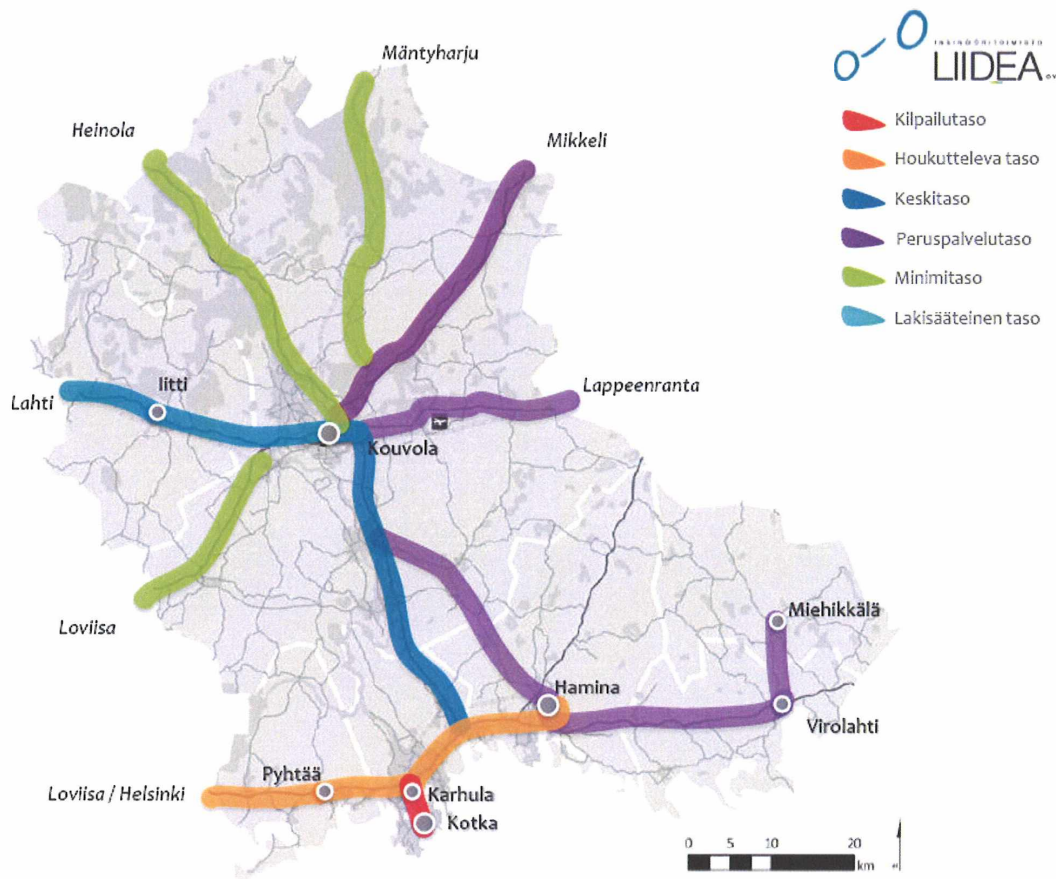 Mäntyharju
Heinola
Mikkeli
INSINÖÖRITOIMISTO
LIIDEA
Kilpailutaso
Houkutteleva taso
Keskitaso
Peruspalvelutaso
Minimitaso
Lakisääteinen taso
Lahti
Iitti
Lappeenranta
Kouvola
Loviisa
Miehikkälä
Hamina
Virolahti
Pyhtää
Loviisa / Helsinki
Karhula
Kotka
0 5 10 20
km